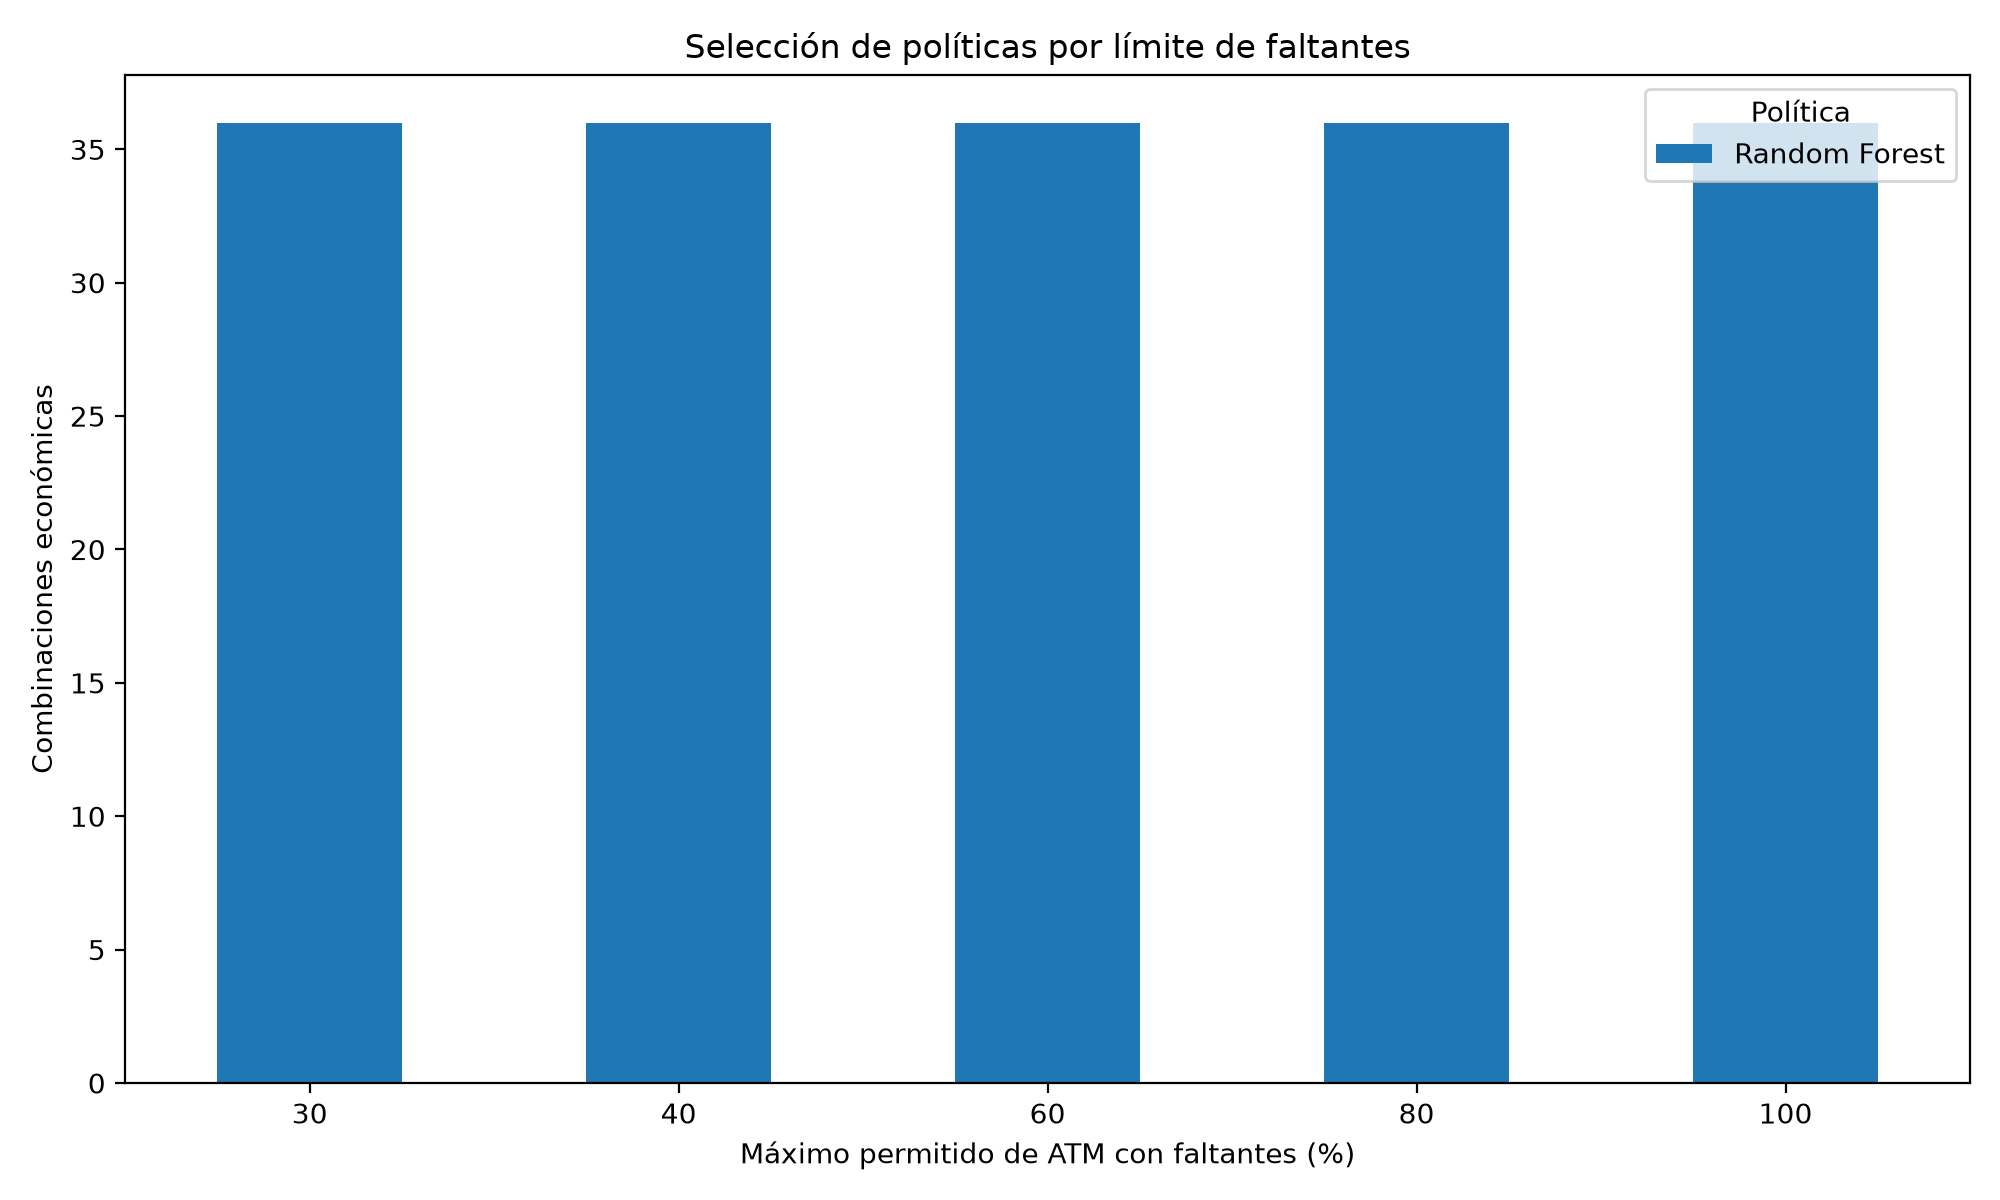 Selección de políticas por límite de faltantes
Política
Random Forest
Combinaciones económicas
35
30
25
20
15
10
5
0
30 40 60 80 100
Máximo permitido de ATM con faltantes (%)